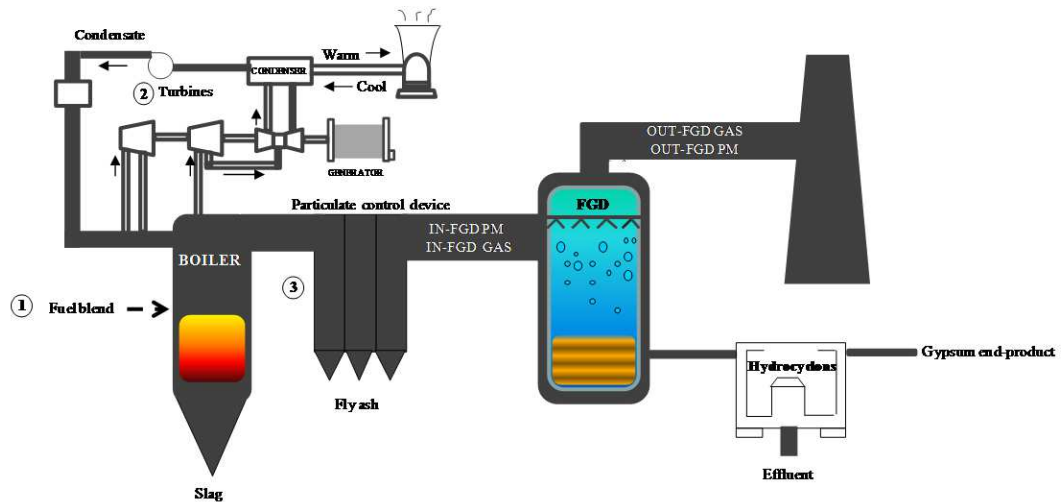 Condensate
Warm
CONDENSER
Cool
2 Turbines
GENERATOR
OUT-FGD GAS
OUT-FGD PM
Particulate control device
FGD
IN-FGD PM
IN-FGD GAS
BOILER
3
1 Fuel blend
Gypsum end-product
Hydrocyclons
Fly ash
Effluent
Slag